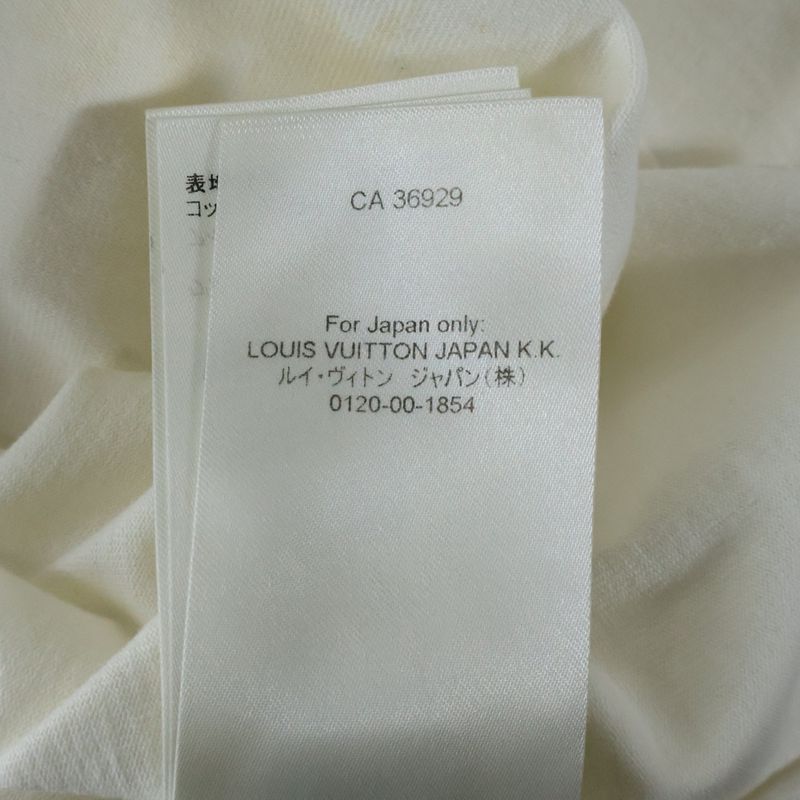 CA 36929
For Japan only:
LOUIS VUITTON JAPAN K.K.
ルイ・ヴィトン ジャパン(株)
0120-00-1854
表
コッ